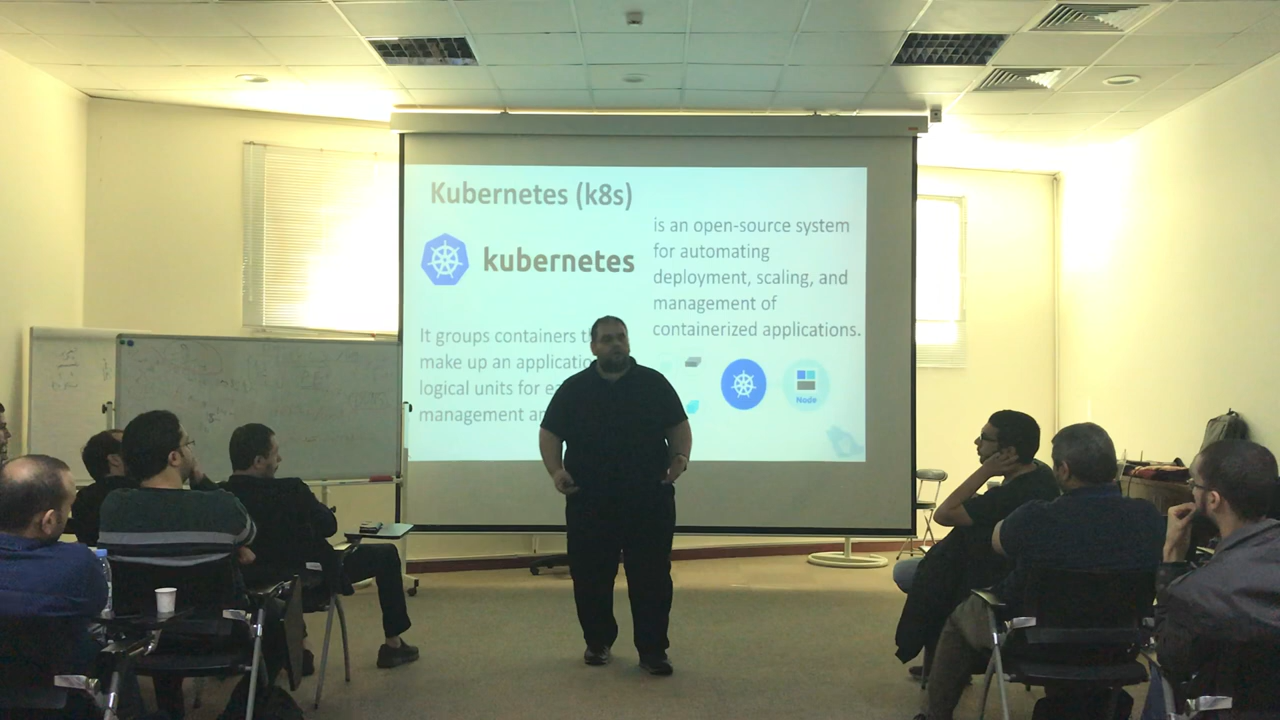 Kubernetes (k8s)
kubernetes
is an open-source system
for automating
deployment, scaling, and
management of
containerized applications.
It groups containers
make up an
logical units for
management
Node